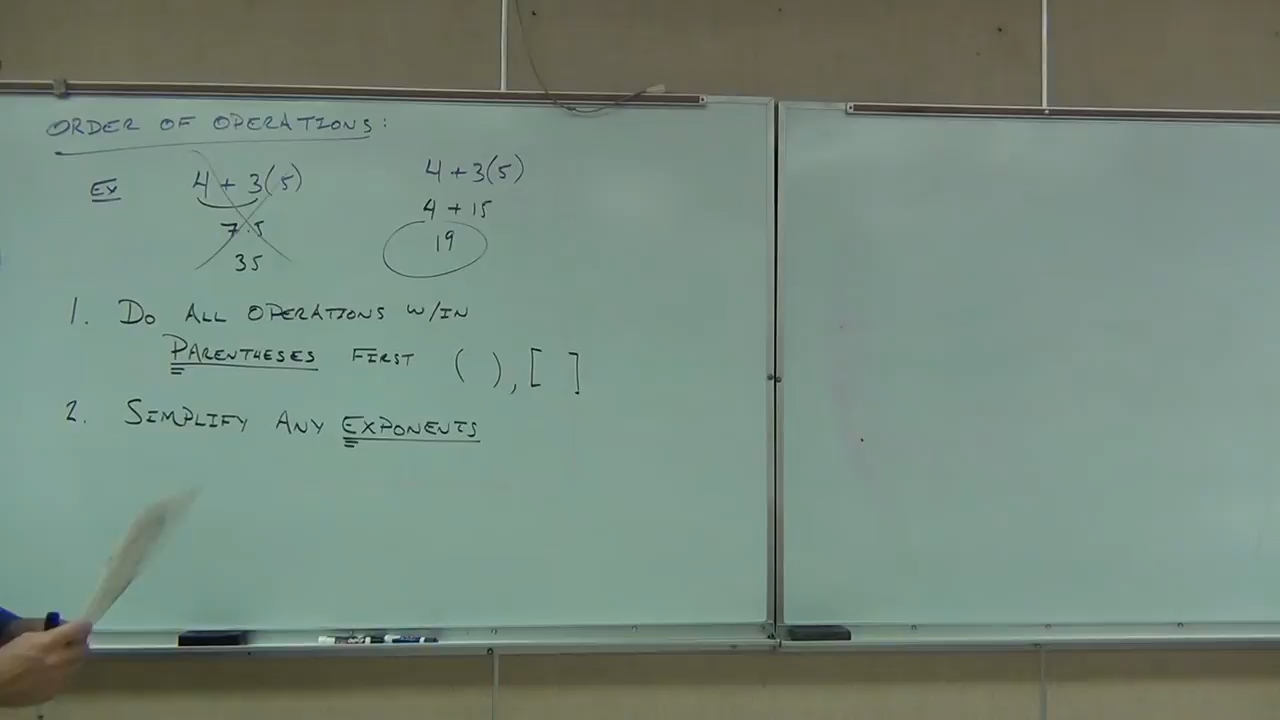 ORDER OF OPERATIONS:
Ex 4 + 3(5) 4 + 3(5)
7·5 4 + 15
35 19
1. DO ALL OPERATIONS W/IN
PARENTHESES FIRST ( ), [ ]
2. SIMPLIFY ANY EXPONENTS